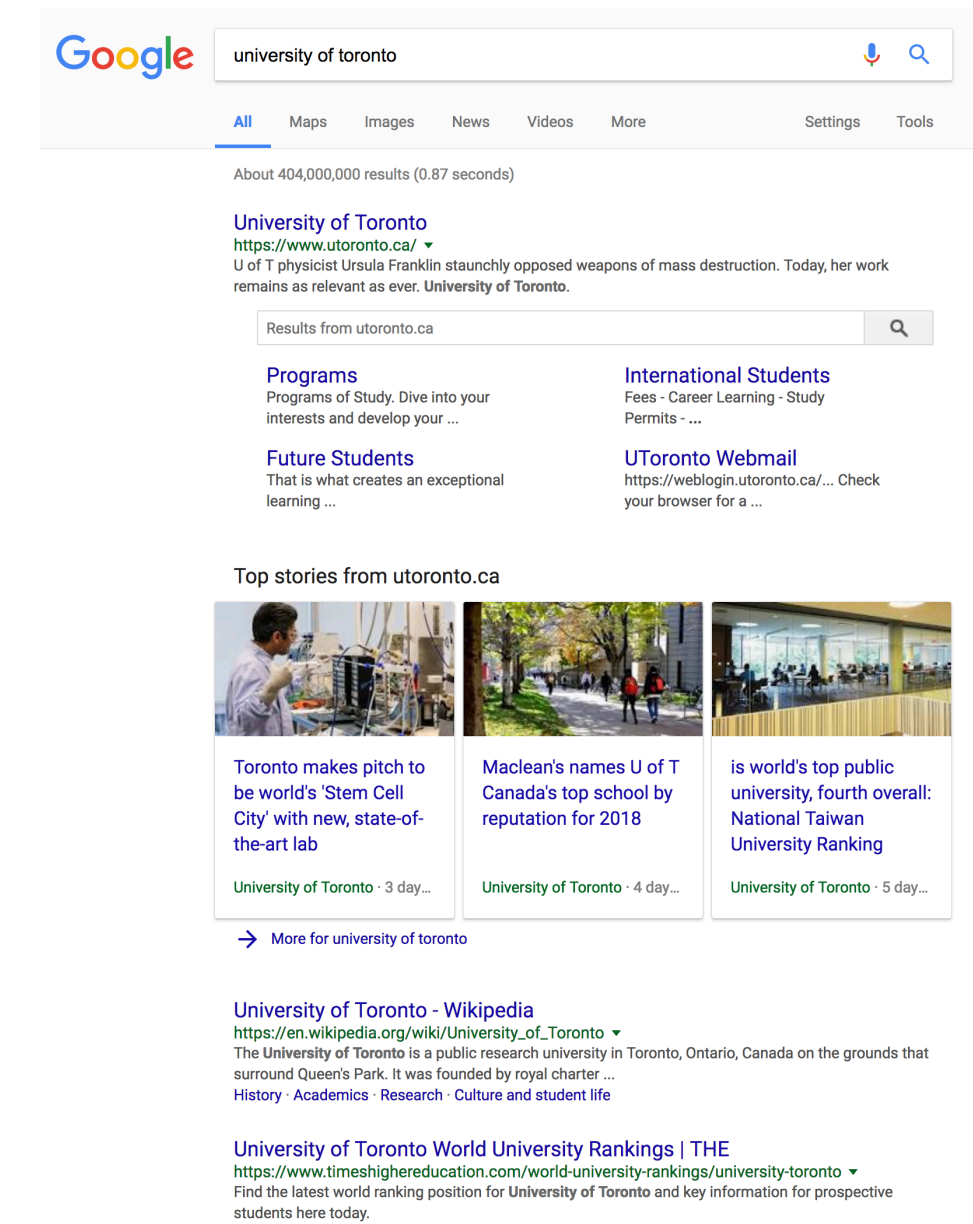 Google
university of toronto
All Maps Images News Videos More Settings Tools
About 404,000,000 results (0.87 seconds)
University of Toronto
https://www.utoronto.ca/
U of T physicist Ursula Franklin staunchly opposed weapons of mass destruction. Today, her work
remains as relevant as ever. University of Toronto.
Results from utoronto.ca
Programs
Programs of Study. Dive into your
interests and develop your ...
International Students
Fees - Career Learning - Study
Permits - ...
Future Students
That is what creates an exceptional
learning ...
UToronto Webmail
https://weblogin.utoronto.ca/... Check
your browser for a ...
Top stories from utoronto.ca
Toronto makes pitch to
be world's 'Stem Cell
City' with new, state-of-
the-art lab
University of Toronto · 3 day...
Maclean's names U of T
Canada's top school by
reputation for 2018
University of Toronto · 4 day...
is world's top public
university, fourth overall:
National Taiwan
University Ranking
University of Toronto · 5 day...
More for university of toronto
University of Toronto - Wikipedia
https://en.wikipedia.org/wiki/University_of_Toronto
The University of Toronto is a public research university in Toronto, Ontario, Canada on the grounds that
surround Queen's Park. It was founded by royal charter ...
History · Academics · Research · Culture and student life
University of Toronto World University Rankings | THE
https://www.timeshighereducation.com/world-university-rankings/university-toronto
Find the latest world ranking position for University of Toronto and key information for prospective
students here today.